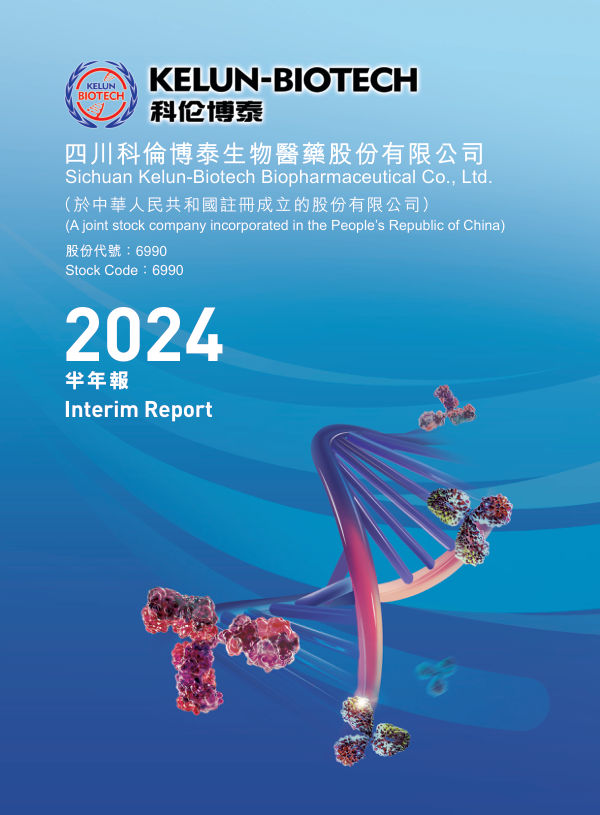 KELUN
BIOTECH
KELUN-BIOTECH
科伦博泰
四川科倫博泰生物醫藥股份有限公司
Sichuan Kelun-Biotech Biopharmaceutical Co., Ltd.
（於中華人民共和國註冊成立的股份有限公司）
(A joint stock company incorporated in the People's Republic of China)
股份代號：6990
Stock Code：6990
2024
半年報
Interim Report